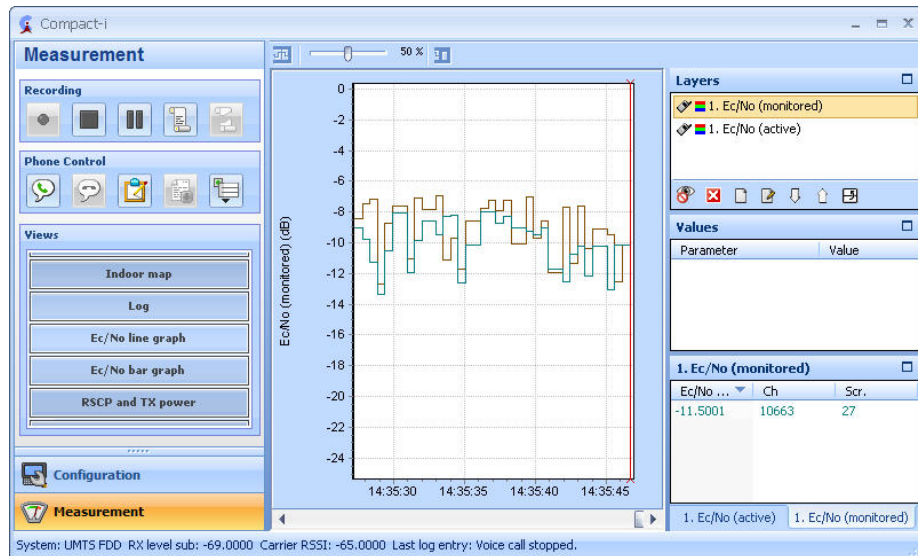 Compact-i
Measurement
Recording
Phone Control
Views
Indoor map
Log
Ec/No line graph
Ec/No bar graph
RSCP and TX power
Configuration
Measurement
50 %
Ec/No (monitored) (dB)
0
-2
-4
-6
-8
-10
-12
-14
-16
-18
-20
-22
-24
14:35:30
14:35:35
14:35:40
14:35:45
Layers
1. Ec/No (monitored)
1. Ec/No (active)
Values
Parameter Value
1. Ec/No (monitored)
Ec/No ... Ch Scr.
-11.5001 10663 27
1. Ec/No (active) 1. Ec/No (monitored)
System: UMTS FDD RX level sub: -69.0000 Carrier RSSI: -65.0000 Last log entry: Voice call stopped.